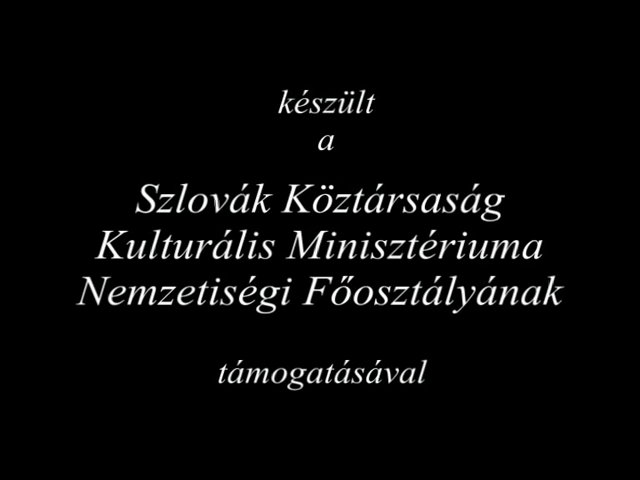 készült
a
Szlovák Köztársaság
Kulturális Minisztériuma
Nemzetiségi Főosztályának
támogatásával